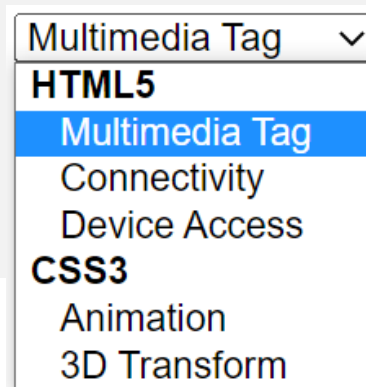 Multimedia Tag
HTML5
Multimedia Tag
Connectivity
Device Access
CSS3
Animation
3D Transform